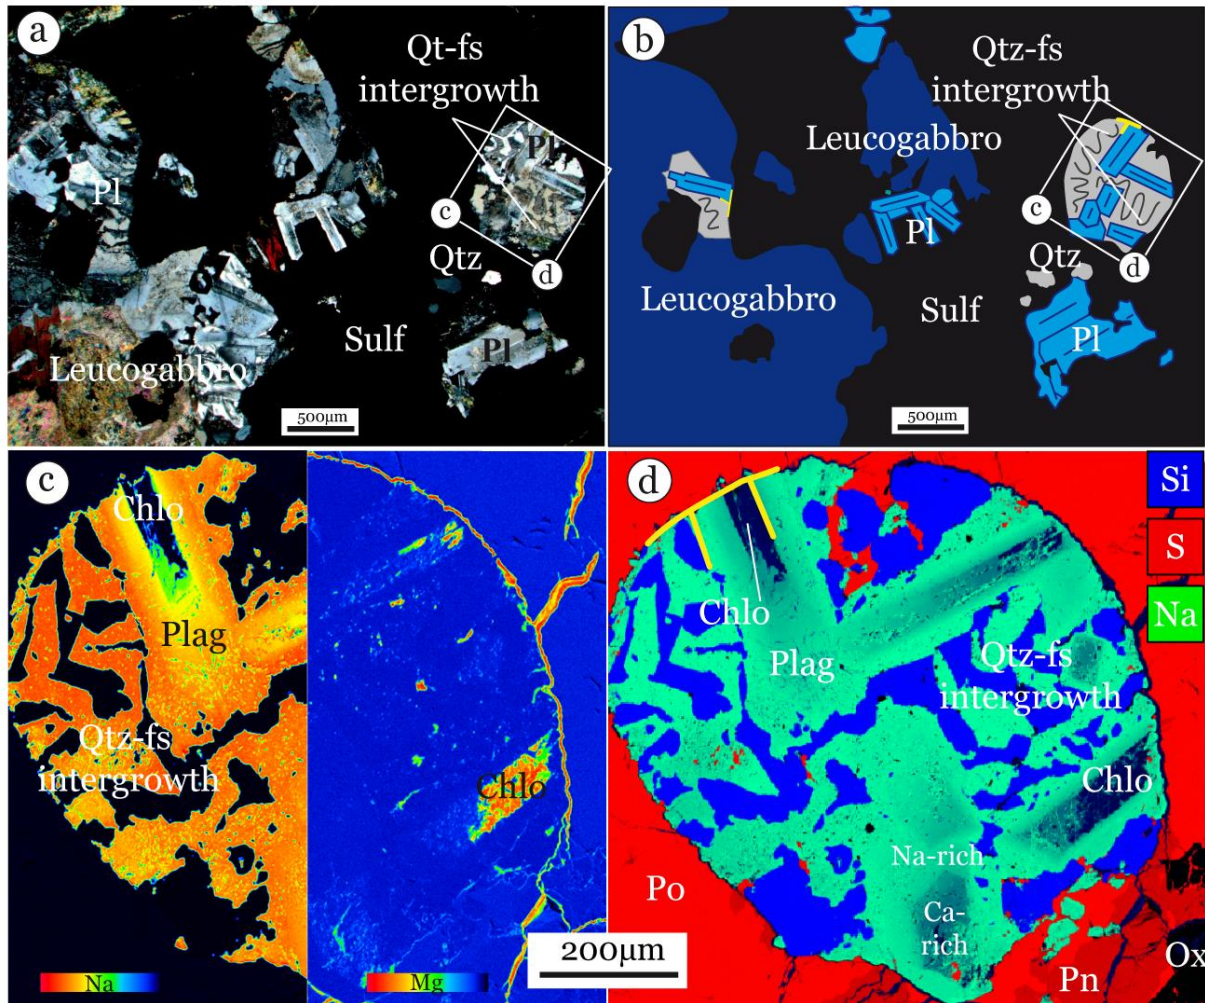 a
Qt-fs
intergrowth
Pl
Pl
c
d
Qtz
Sulf
Leucogabbro
Pl
500µm
b
Qtz-fs
intergrowth
Leucogabbro
c
d
Pl
Qtz
Leucogabbro
Sulf
Pl
500µm
c
Chlo
Plag
Qtz-fs
intergrowth
Chlo
Na
Mg
200µm
d
Si
S
Na
Chlo
Plag
Qtz-fs
intergrowth
Chlo
Na-rich
Ca-
rich
Po
Pn
Ox